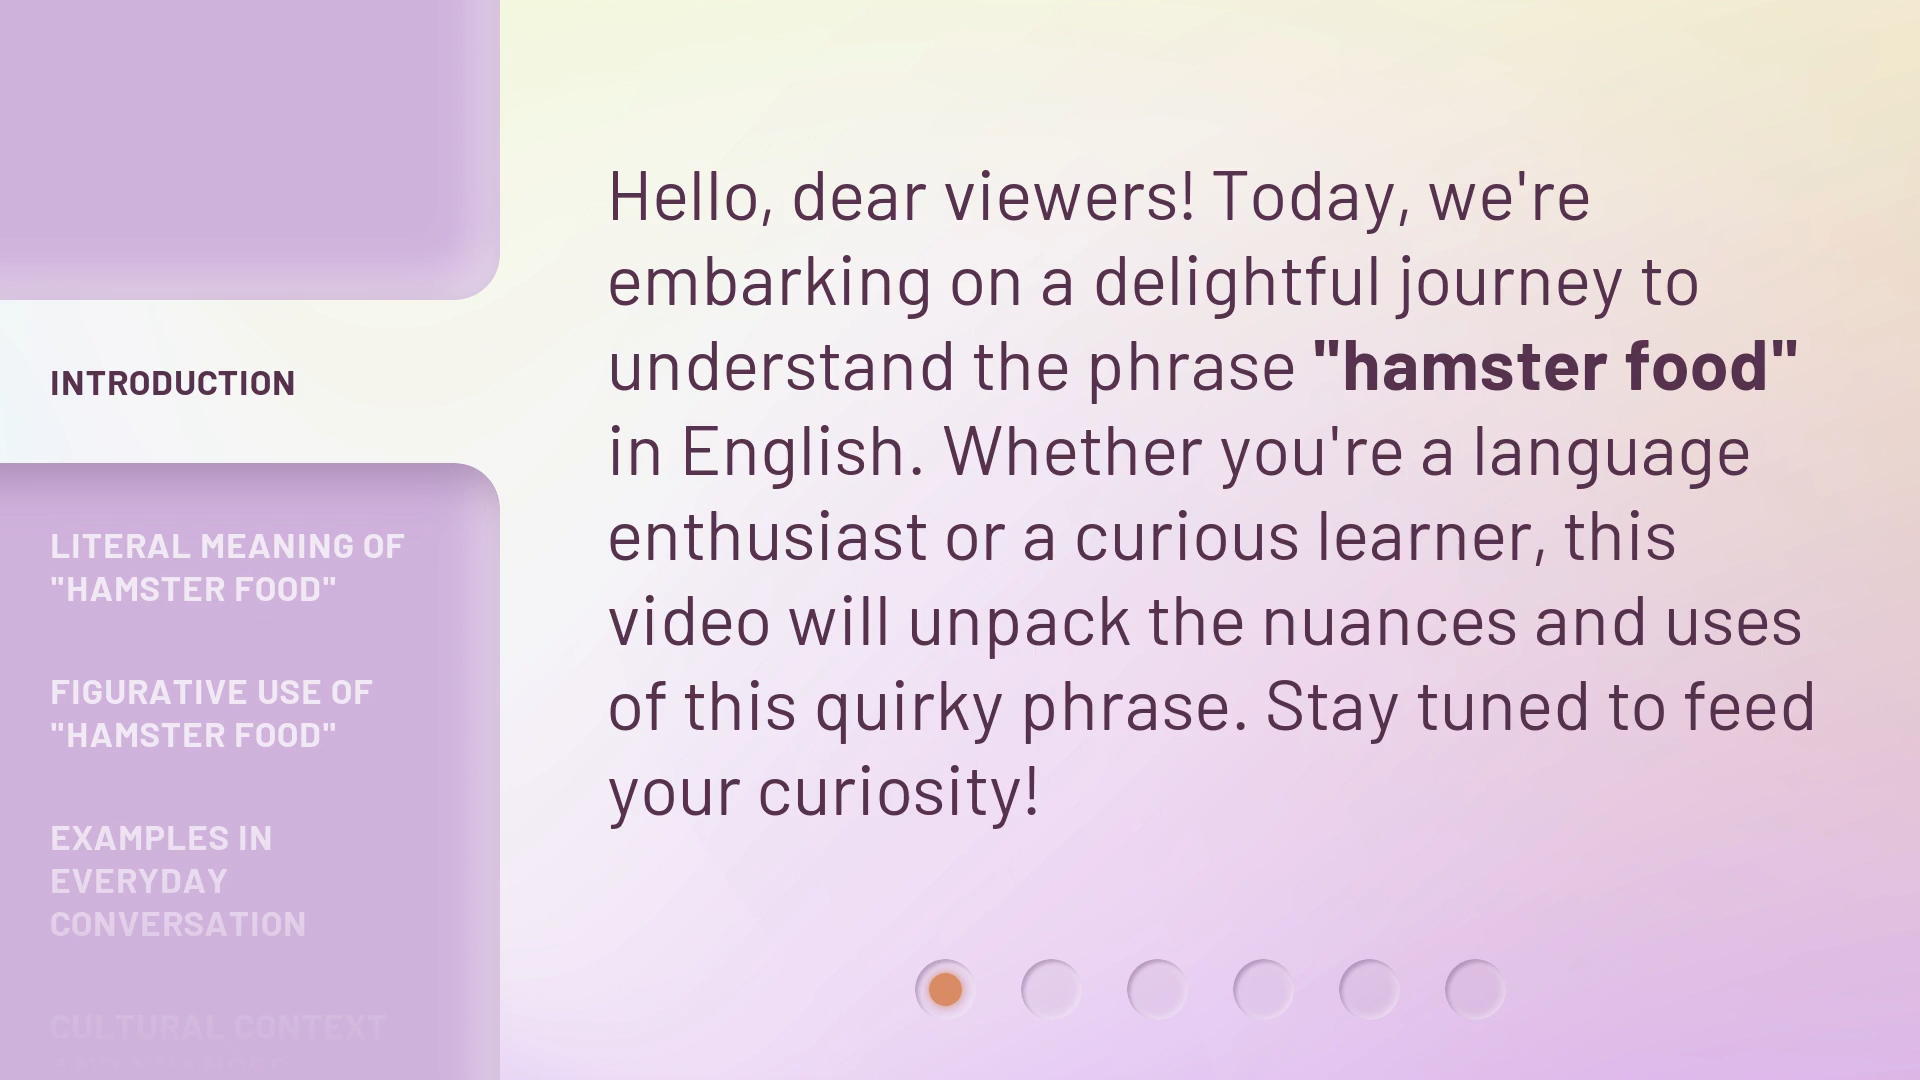 INTRODUCTION
LITERAL MEANING OF
"HAMSTER FOOD"
FIGURATIVE USE OF
"HAMSTER FOOD"
EXAMPLES IN
EVERYDAY
CONVERSATION
CULTURAL CONTEXT
Hello, dear viewers! Today, we're
embarking on a delightful journey to
understand the phrase "hamster food"
in English. Whether you're a language
enthusiast or a curious learner, this
video will unpack the nuances and uses
of this quirky phrase. Stay tuned to feed
your curiosity!